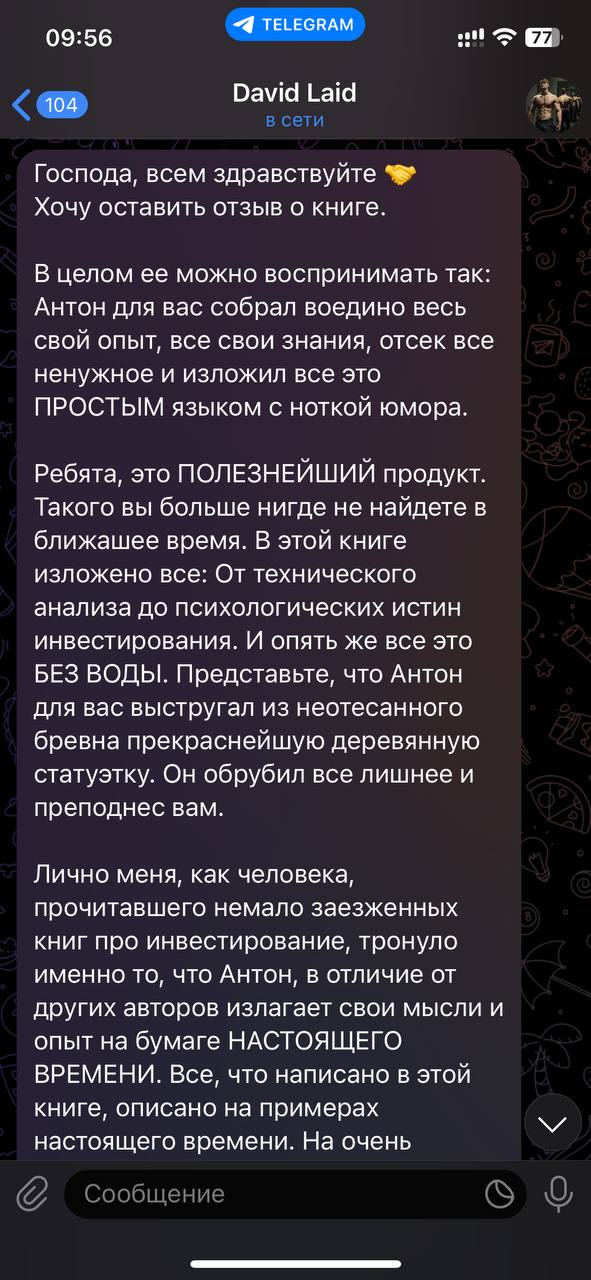 09:56
TELEGRAM
77
104
David Laid
в сети
Господа, всем здравствуйте 🤝
Хочу оставить отзыв о книге.
В целом ее можно воспринимать так:
Антон для вас собрал воедино весь
свой опыт, все свои знания, отсек все
ненужное и изложил все это
ПРОСТЫМ языком с ноткой юмора.
Ребята, это ПОЛЕЗНЕЙШИЙ продукт.
Такого вы больше нигде не найдете в
ближашее время. В этой книге
изложено все: От технического
анализа до психологических истин
инвестирования. И опять же все это
БЕЗ ВОДЫ. Представьте, что Антон
для вас выстругал из неотесанного
бревна прекраснейшую деревянную
статуэтку. Он обрубил все лишнее и
преподнес вам.
Лично меня, как человека,
прочитавшего немало заезженных
книг про инвестирование, тронуло
именно то, что Антон, в отличие от
других авторов излагает свои мысли и
опыт на бумаге НАСТОЯЩЕГО
ВРЕМЕНИ. Все, что написано в этой
книге, описано на примерах
настоящего времени. На очень
Сообщение